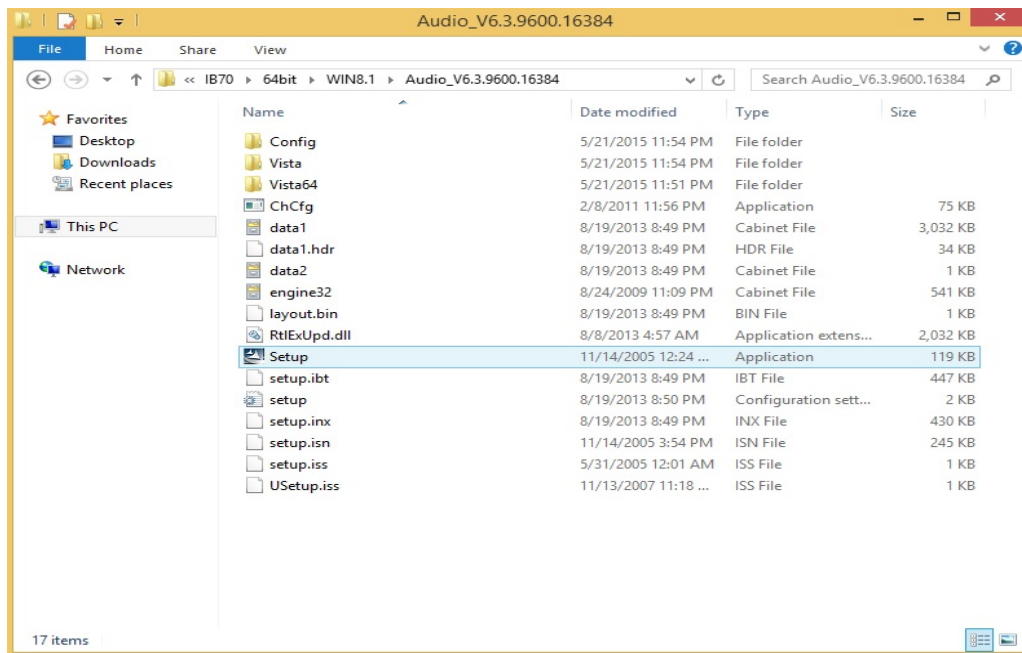 Audio_V6.3.9600.16384
File Home Share View
« IB70 64bit WIN8.1 Audio_V6.3.9600.16384 Search Audio_V6.3.9600.16384
Favorites
Desktop
Downloads
Recent places
This PC
Network
Name Date modified Type Size
Config 5/21/2015 11:54 PM File folder
Vista 5/21/2015 11:54 PM File folder
Vista64 5/21/2015 11:51 PM File folder
ChCfg 2/8/2011 11:56 PM Application 75 KB
data1 8/19/2013 8:49 PM Cabinet File 3,032 KB
data1.hdr 8/19/2013 8:49 PM HDR File 34 KB
data2 8/19/2013 8:49 PM Cabinet File 1 KB
engine32 8/24/2009 11:09 PM Cabinet File 541 KB
layout.bin 8/19/2013 8:49 PM BIN File 1 KB
RtlExUpd.dll 8/8/2013 4:57 AM Application extens... 2,032 KB
Setup 11/14/2005 12:24 ... Application 119 KB
setup.ibt 8/19/2013 8:49 PM IBT File 447 KB
setup 8/19/2013 8:50 PM Configuration sett... 2 KB
setup.inx 8/19/2013 8:49 PM INX File 430 KB
setup.isn 11/14/2005 3:54 PM ISN File 245 KB
setup.iss 5/31/2005 12:01 AM ISS File 1 KB
USetup.iss 11/13/2007 11:18 ... ISS File 1 KB
17 items